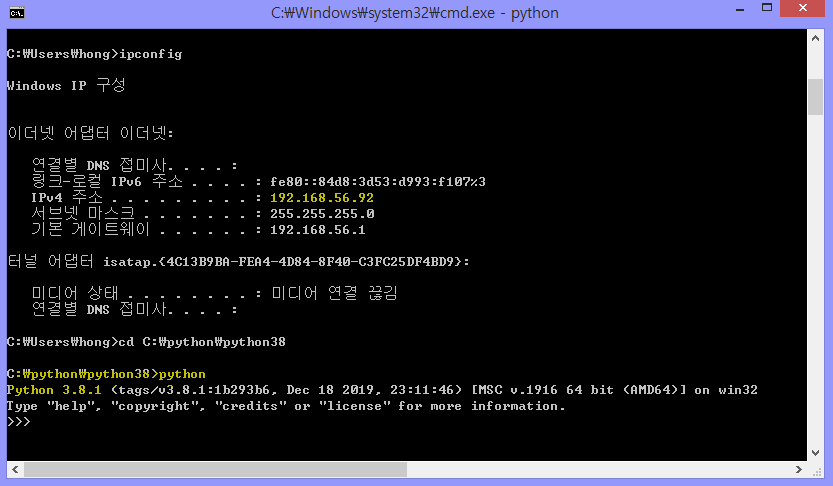 C:₩Windows₩system32₩cmd.exe - python
C:₩Users₩hong>ipconfig
Windows IP 구성
이더넷 어댑터 이더넷:
연결별 DNS 접미사. . . . :
링크-로컬 IPv6 주소 . . . . : fe80::84d8:3d53:d993:f107%3
IPv4 주소 . . . . . . . . . : 192.168.56.92
서브넷 마스크 . . . . . . . : 255.255.255.0
기본 게이트웨이 . . . . . . : 192.168.56.1
터널 어댑터 isatap.{4C13B9BA-FEA4-4D84-8F40-C3FC25DF4BD9}:
미디어 상태 . . . . . . . . : 미디어 연결 끊김
연결별 DNS 접미사. . . . :
C:₩Users₩hong>cd C:₩python₩python38
C:₩python₩python38>python
Python 3.8.1 (tags/v3.8.1:1b293b6, Dec 18 2019, 23:11:46) [MSC v.1916 64 bit (AMD64)] on win32
Type "help", "copyright", "credits" or "license" for more information.
>>>